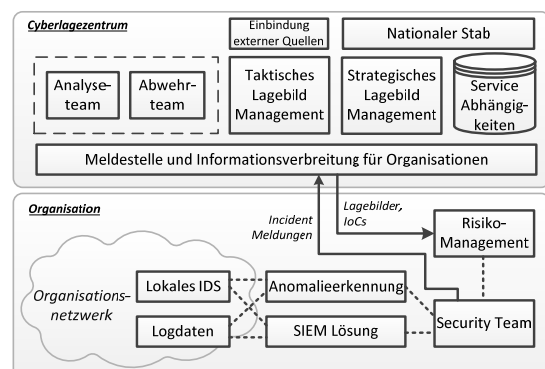 Cyberlagezentrum
Einbindung
externer Quellen
Nationaler Stab
Analyse-
team
Abwehr-
team
Taktisches
Lagebild
Management
Strategisches
Lagebild
Management
Service
Abhängig-
keiten
Meldestelle und Informationsverbreitung für Organisationen
Organisation
Incident
Meldungen
Lagebilder,
IoCs
Risiko-
Management
Organisations-
netzwerk
Lokales IDS
Anomalieerkennung
Logdaten
SIEM Lösung
Security Team